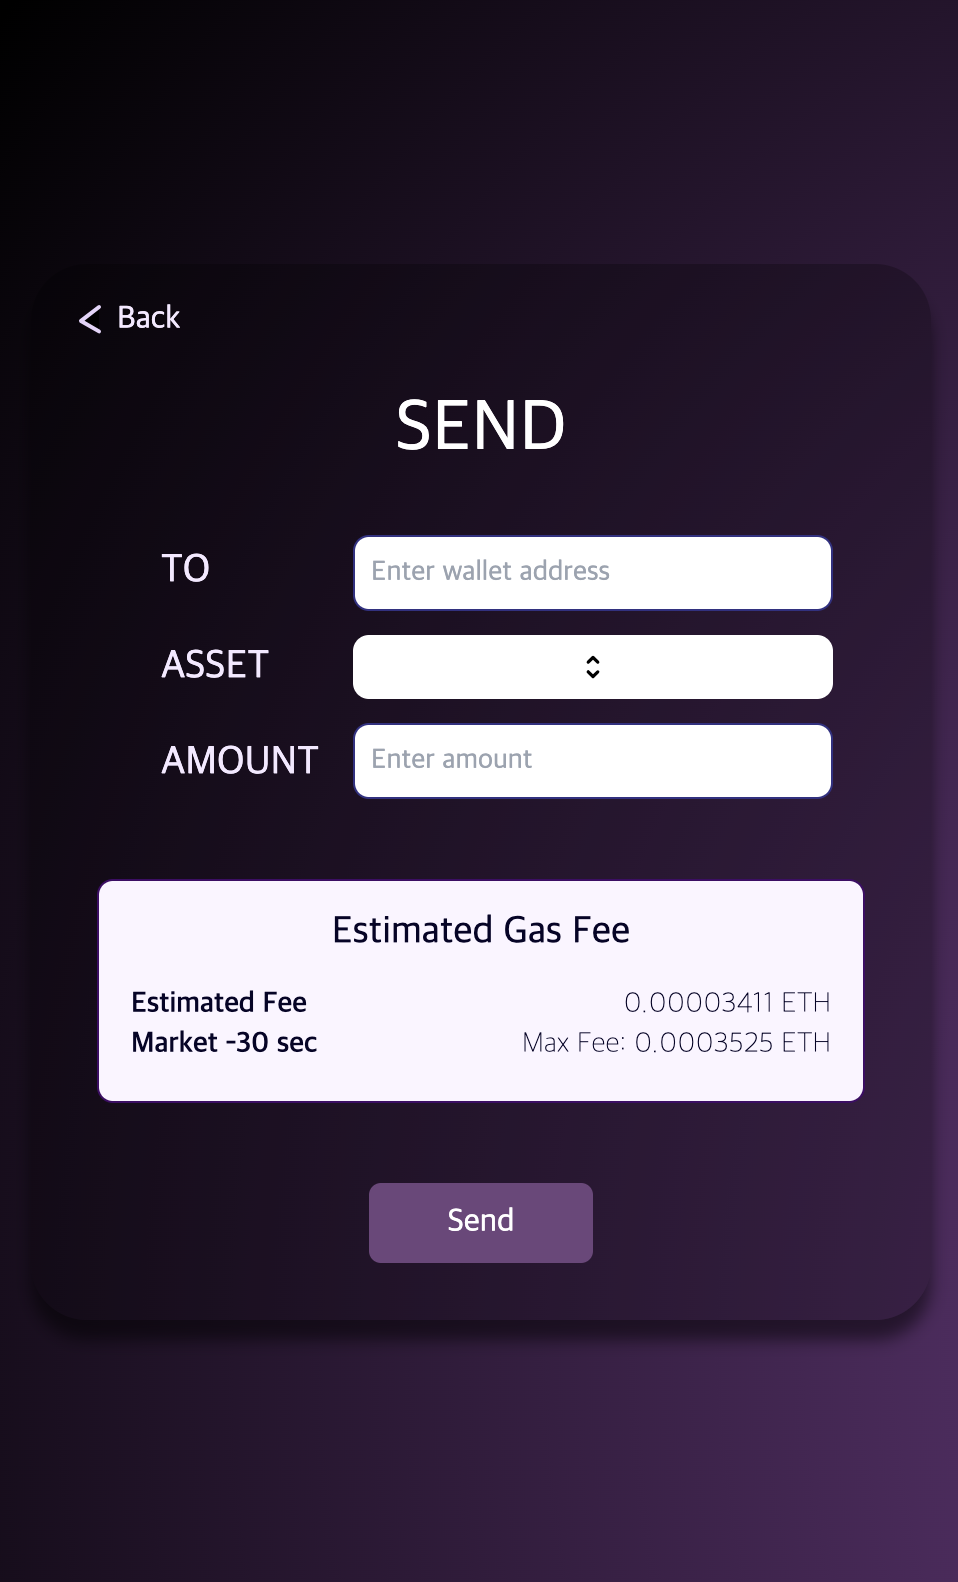 Back
SEND
TO
Enter wallet address
ASSET
AMOUNT
Enter amount
Estimated Gas Fee
Estimated Fee 0.00003411 ETH
Market -30 sec Max Fee: 0.0003525 ETH
Send